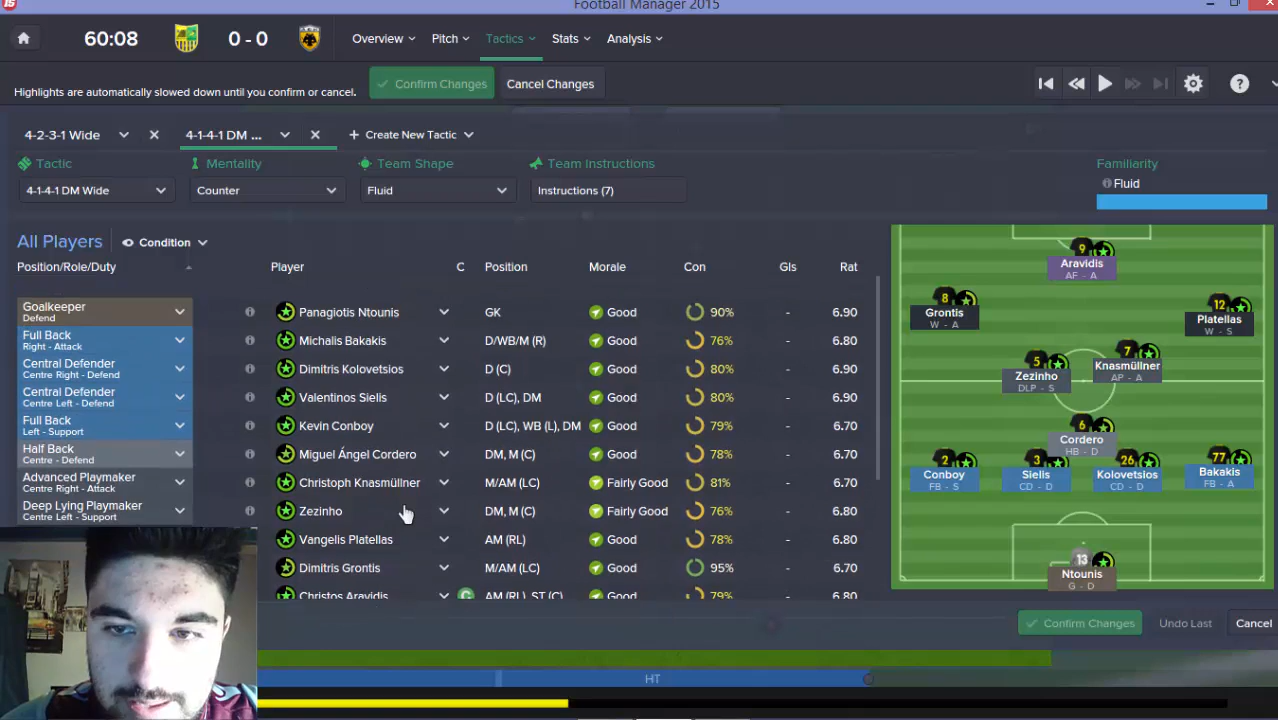 Football Manager 2015
60:08 0 - 0 Overview Pitch Tactics Stats Analysis
Highlights are automatically slowed down until you confirm or cancel. Confirm Changes Cancel Changes
4-2-3-1 Wide 4-1-4-1 DM ... Create New Tactic
Tactic Mentality Team Shape Team Instructions Familiarity
4-1-4-1 DM Wide Counter Fluid Instructions (7) Fluid
All Players Condition
Position/Role/Duty Player C Position Morale Con Gls Rat
Goalkeeper
Defend
Panagiotis Ntounis GK Good 90% - 6.90
Full Back
Right - Attack
Michalis Bakakis D/WB/M (R) Good 76% - 6.80
Central Defender
Centre Right - Defend
Dimitris Kolovetsios D (C) Good 80% - 6.90
Central Defender
Centre Left - Defend
Valentinos Sielis D (LC), DM Good 80% - 6.90
Full Back
Left - Support
Kevin Conboy D (LC), WB (L), DM Good 79% - 6.70
Half Back
Centre - Defend
Miguel Ángel Cordero DM, M (C) Good 78% - 6.70
Advanced Playmaker
Centre Right - Attack
Christoph Knasmüllner M/AM (LC) Fairly Good 81% - 6.70
Deep Lying Playmaker
Centre Left - Support
Zezinho DM, M (C) Fairly Good 76% - 6.80
Vangelis Platellas AM (RL) Good 78% - 6.80
Dimitris Grontis M/AM (LC) Good 95% - 6.70
Christos Aravidis C AM (RL), ST (C) Good 79% - 6.80
9
Aravidis
AF - A
8
Grontis
W - A
12
Platellas
W - S
5
Zezinho
DLP - S
7
Knasmüllner
AP - A
6
Cordero
HB - D
2
Conboy
FB - S
3
Sielis
CD - D
26
Kolovetsios
CD - D
77
Bakakis
FB - A
13
Ntounis
G - D
Confirm Changes Undo Last Cancel
HT